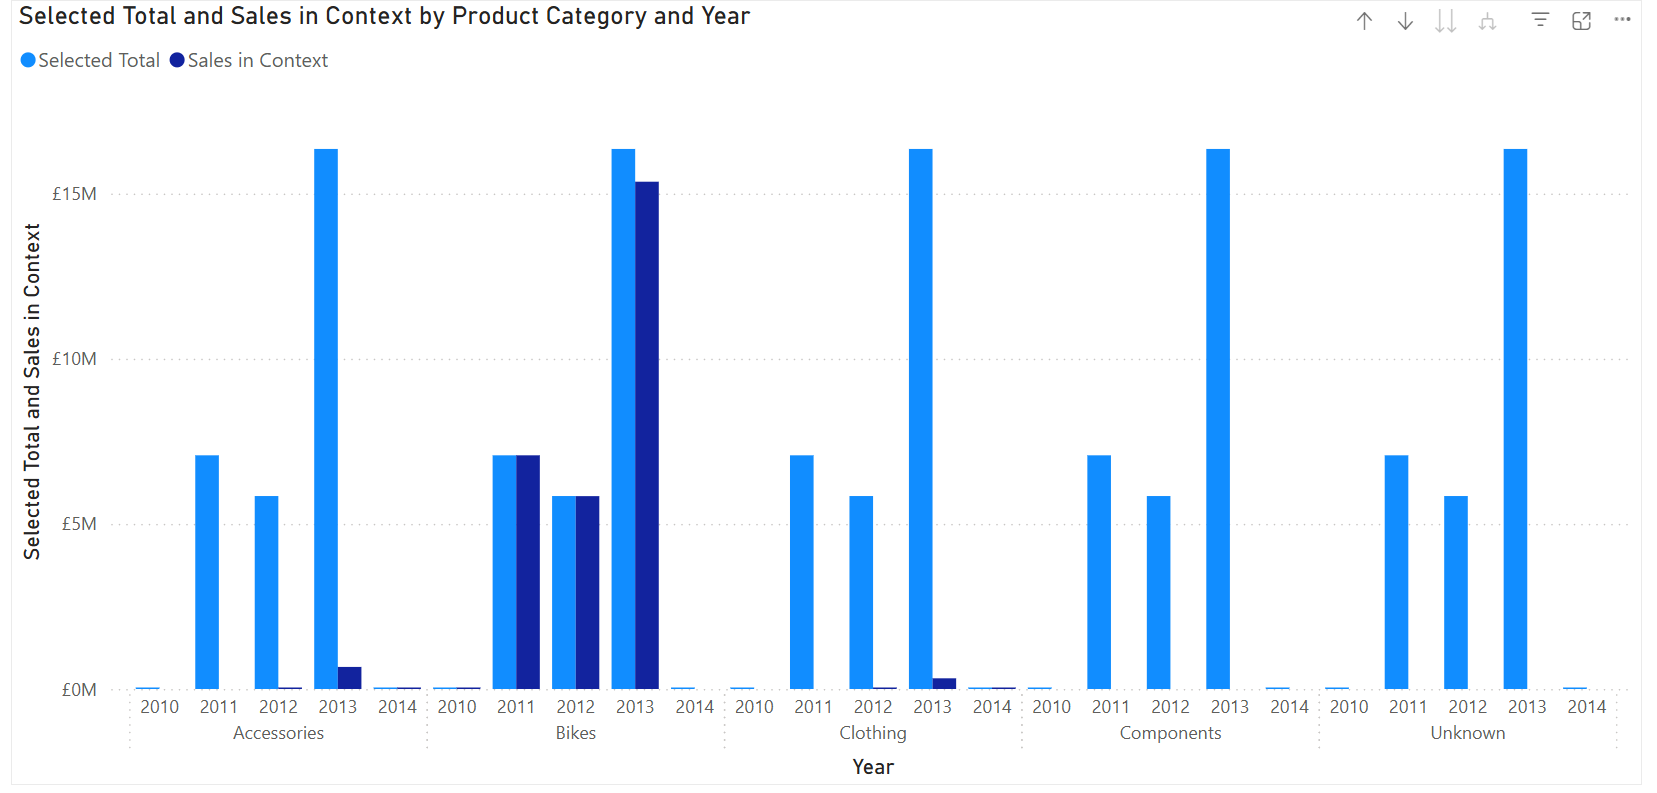 Selected Total and Sales in Context by Product Category and Year
Selected Total Sales in Context
Selected Total and Sales in Context
£15M
£10M
£5M
£0M
2010 2011 2012 2013 2014 2010 2011 2012 2013 2014 2010 2011 2012 2013 2014 2010 2011 2012 2013 2014 2010 2011 2012 2013 2014
Accessories Bikes Clothing Components Unknown
Year